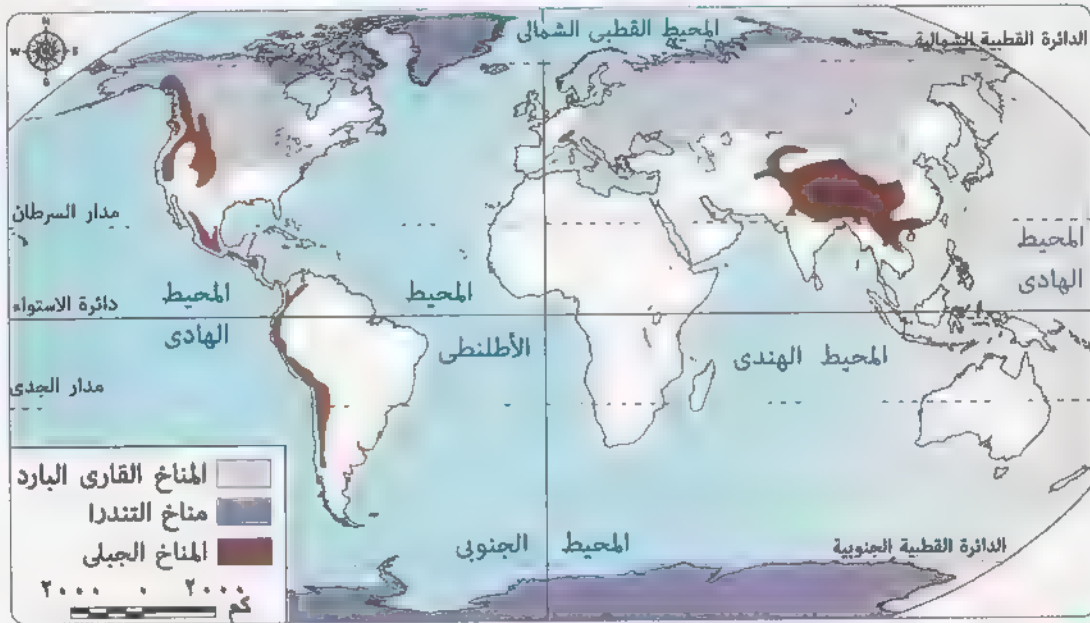 N
W
E
S
المحيط القطبى الشمالى
الدائرة القطبية الشمالية
مدار السرطان
المحيط
الهادى
دائرة الاستواء
المحيط
الهادى
المحيط
الأطلنطى
المحيط الهندى
مدار الجدى
المناخ القارى البارد
مناخ التندرا
المناخ الجبلى
٢٠٠٠ ٠ ٢٠٠٠
كم
المحيط الجنوبى
الدائرة القطبية الجنوبية